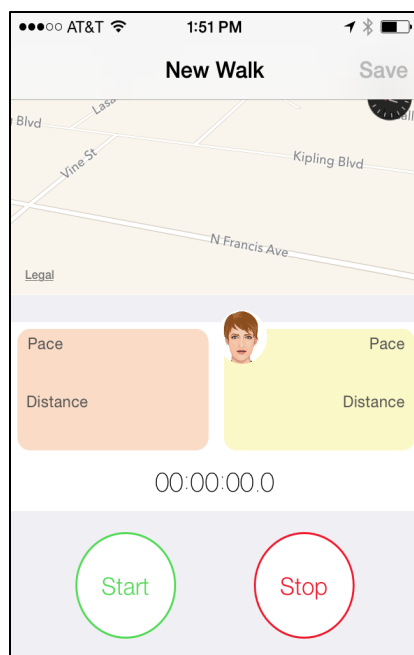 AT&T 1:51 PM
New Walk Save
Blvd
Vine St
Kipling Blvd
N Francis Ave
Legal
Pace Pace
Distance Distance
00:00:00.0
Start Stop